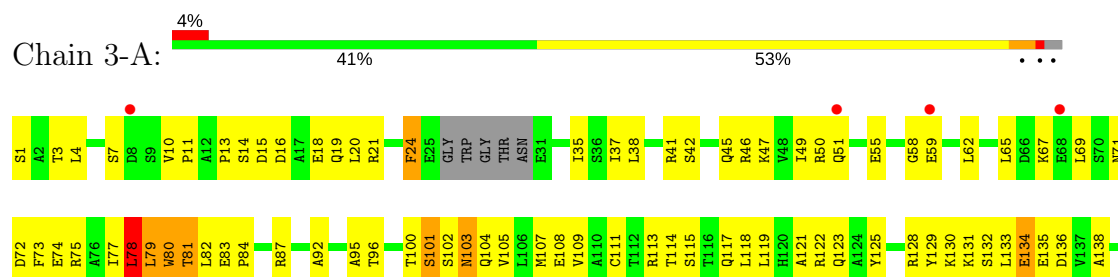 4%
Chain 3-A:
41% 53% • • •
S1 A2 T3 L4 S7 D8 S9 V10 P11 A12 P13 S14 D15 D16 A17 E18 Q19 L20 R21 F24 E25 GLY TRP GLY THR ASN E31 I35 S36 I37 L38 R41 S42 Q45 R46 K47 V48 I49 R50 Q51 E55 G58 E59 L62 L65 D66 K67 E68 L69 S70 N71
D72 F73 E74 R75 A76 I77 L78 L79 W80 T81 L82 E83 P84 R87 A92 A95 T96 T100 S101 S102 N103 Q104 V105 L106 M107 E108 V109 A110 C111 T112 R113 T114 S115 T116 Q117 L118 L119 H120 A121 R122 Q123 A124 Y125 R128 Y129 K130 K131 S132 L133 E134 E135 D136 V137 A138